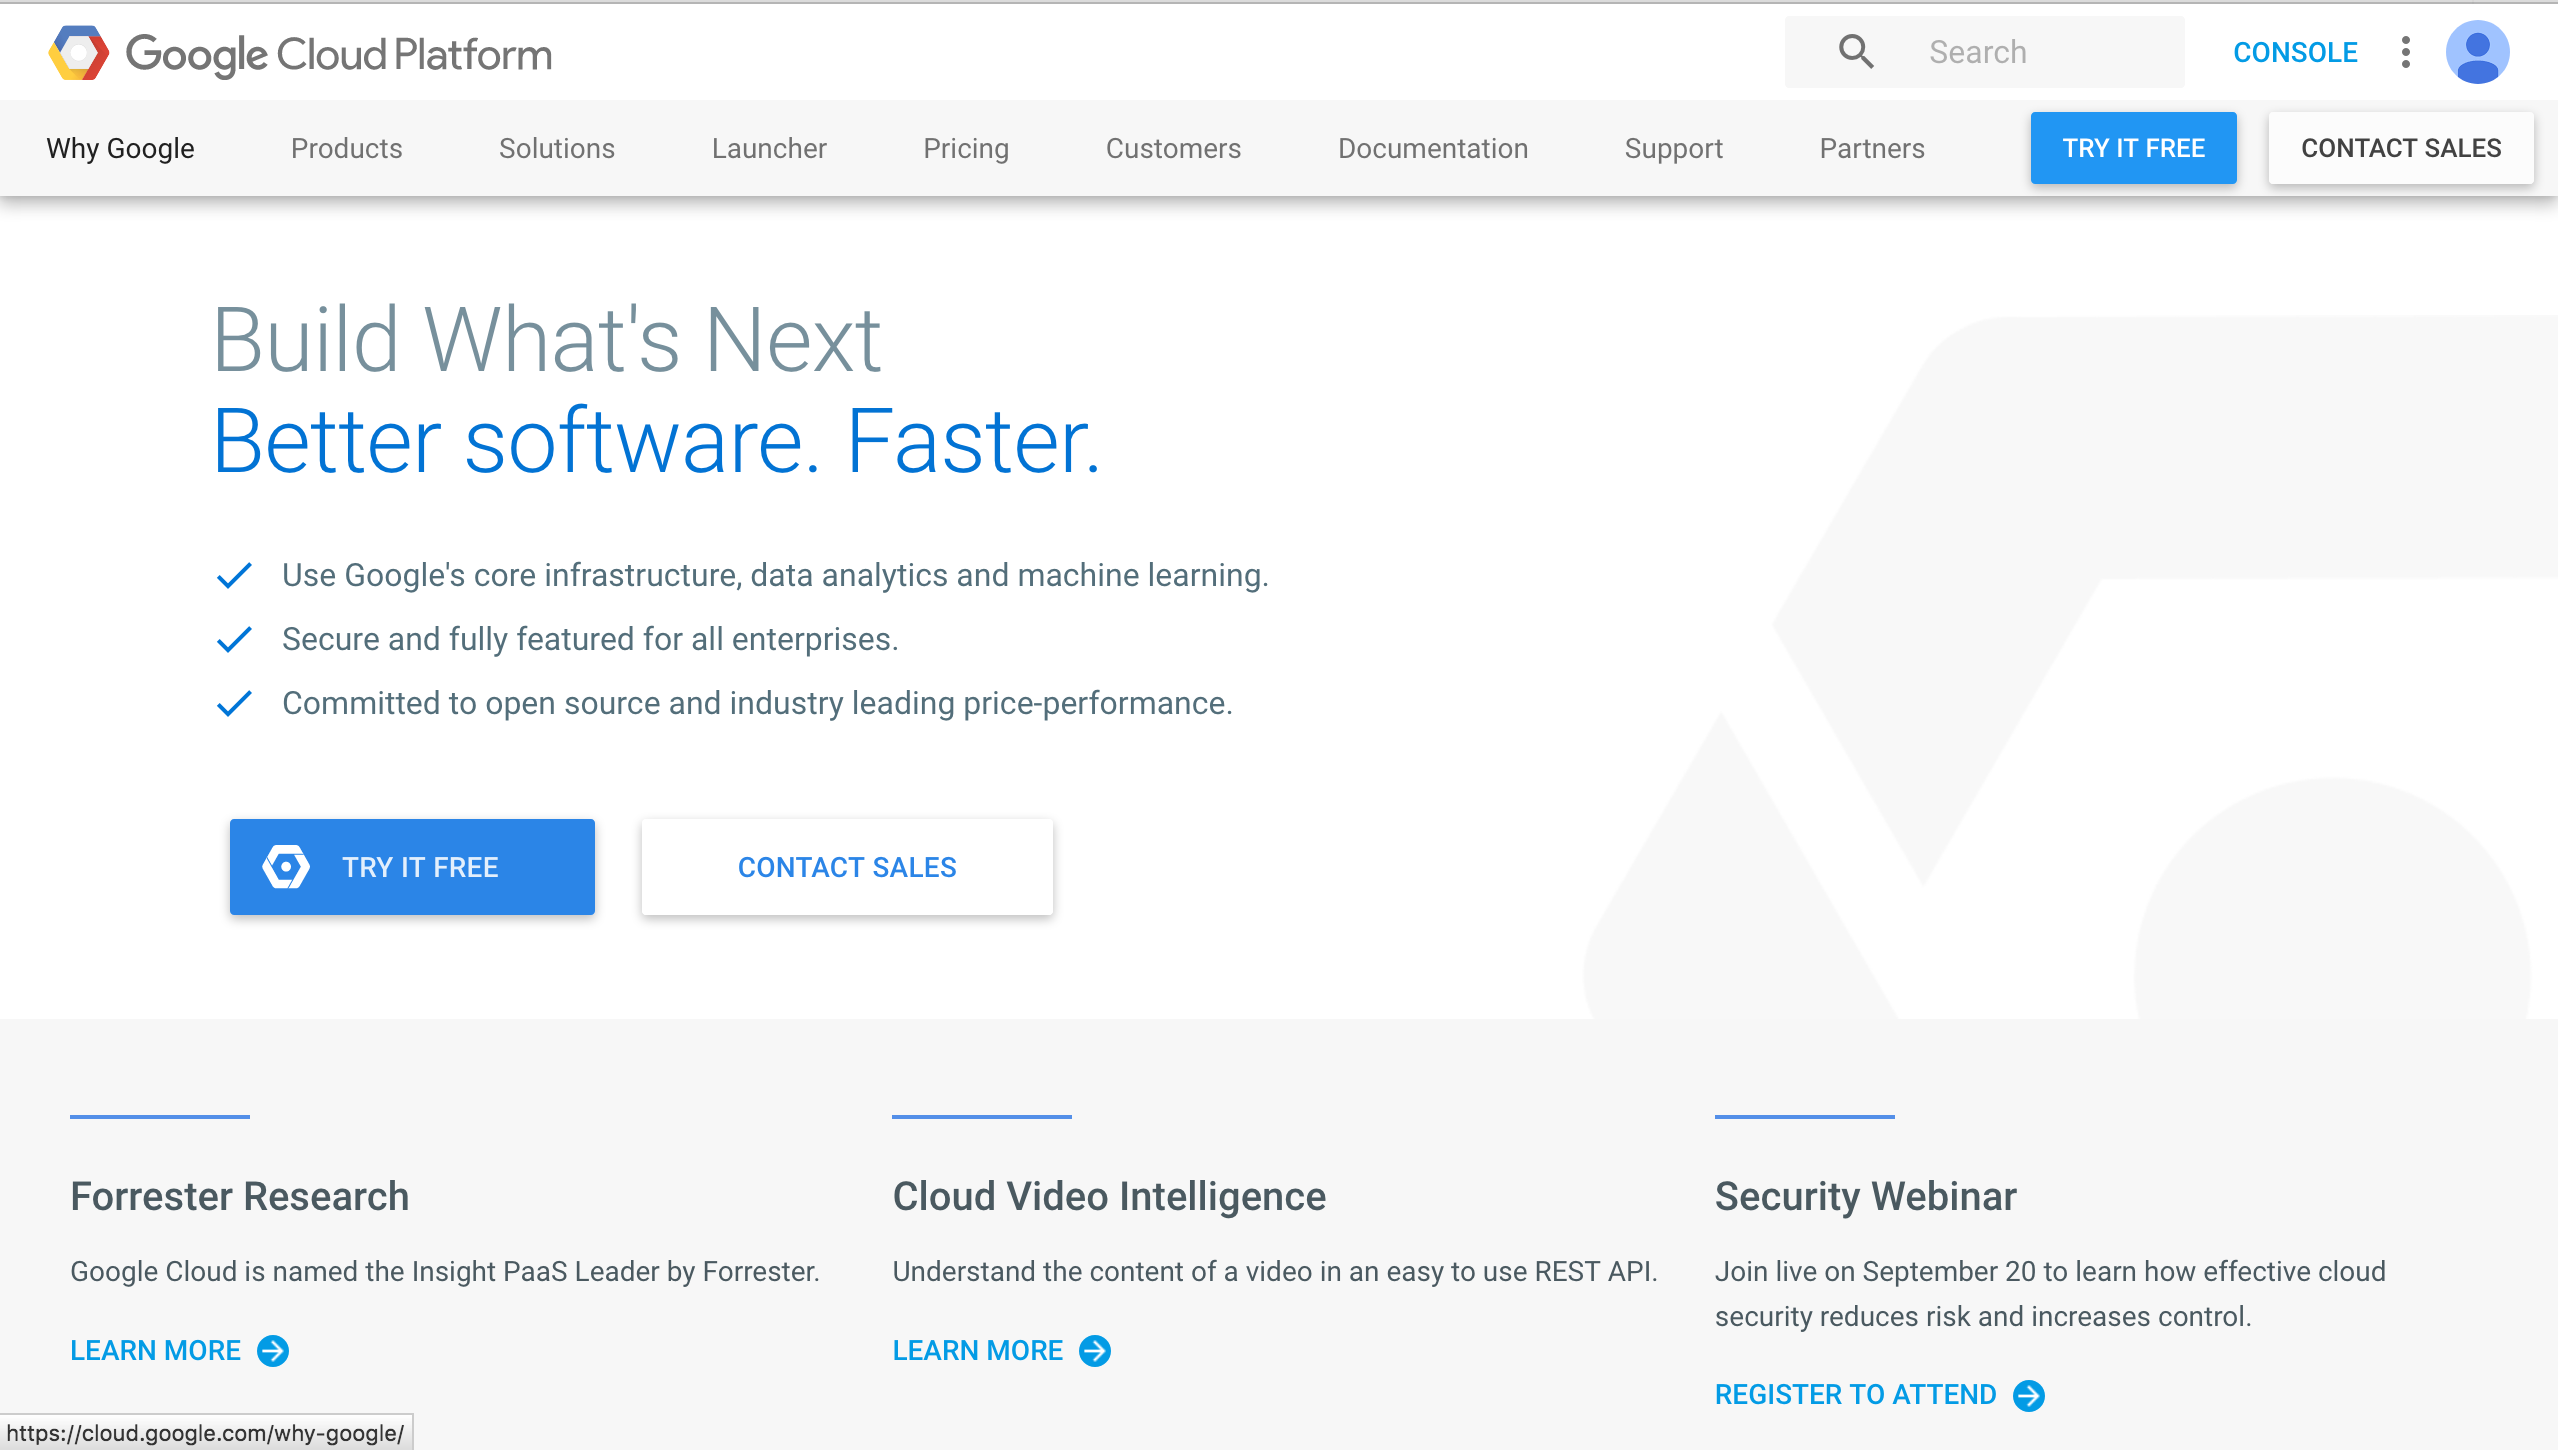 Google Cloud Platform
Search
CONSOLE
Why Google
Products
Solutions
Launcher
Pricing
Customers
Documentation
Support
Partners
TRY IT FREE
CONTACT SALES
Build What's Next
Better software. Faster.
Use Google's core infrastructure, data analytics and machine learning.
Secure and fully featured for all enterprises.
Committed to open source and industry leading price-performance.
TRY IT FREE
CONTACT SALES
Forrester Research
Google Cloud is named the Insight PaaS Leader by Forrester.
LEARN MORE
Cloud Video Intelligence
Understand the content of a video in an easy to use REST API.
LEARN MORE
Security Webinar
Join live on September 20 to learn how effective cloud
security reduces risk and increases control.
REGISTER TO ATTEND
https://cloud.google.com/why-google/